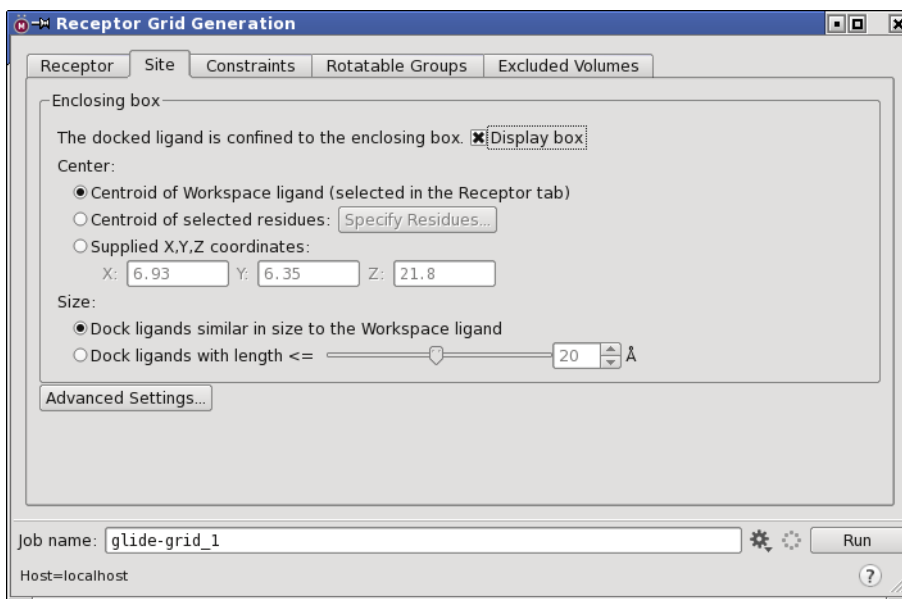 Receptor Grid Generation
Receptor Site Constraints Rotatable Groups Excluded Volumes
Enclosing box
The docked ligand is confined to the enclosing box. Display box
Center:
Centroid of Workspace ligand (selected in the Receptor tab)
Centroid of selected residues: Specify Residues...
Supplied X,Y,Z coordinates:
X: 6.93 Y: 6.35 Z: 21.8
Size:
Dock ligands similar in size to the Workspace ligand
Dock ligands with length <= 20 Å
Advanced Settings...
Job name: glide-grid_1 Run
Host=localhost ?